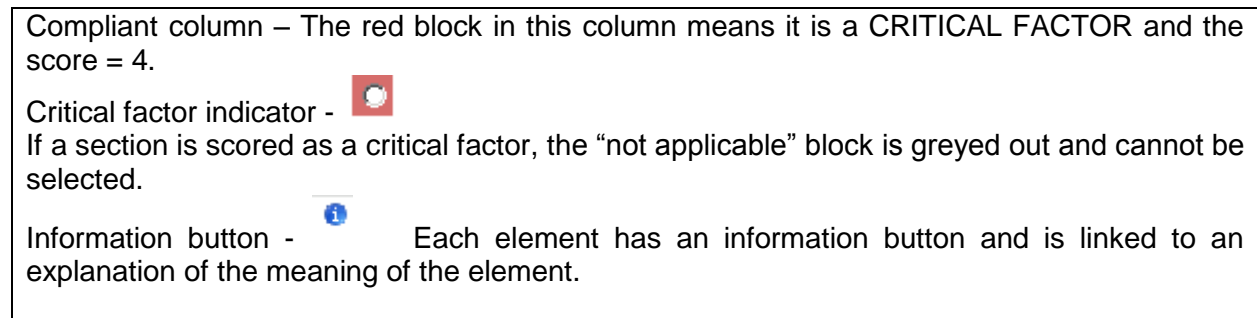 Compliant column – The red block in this column means it is a CRITICAL FACTOR and the
score = 4.
Critical factor indicator -
If a section is scored as a critical factor, the “not applicable” block is greyed out and cannot be
selected.
Information button - Each element has an information button and is linked to an
explanation of the meaning of the element.